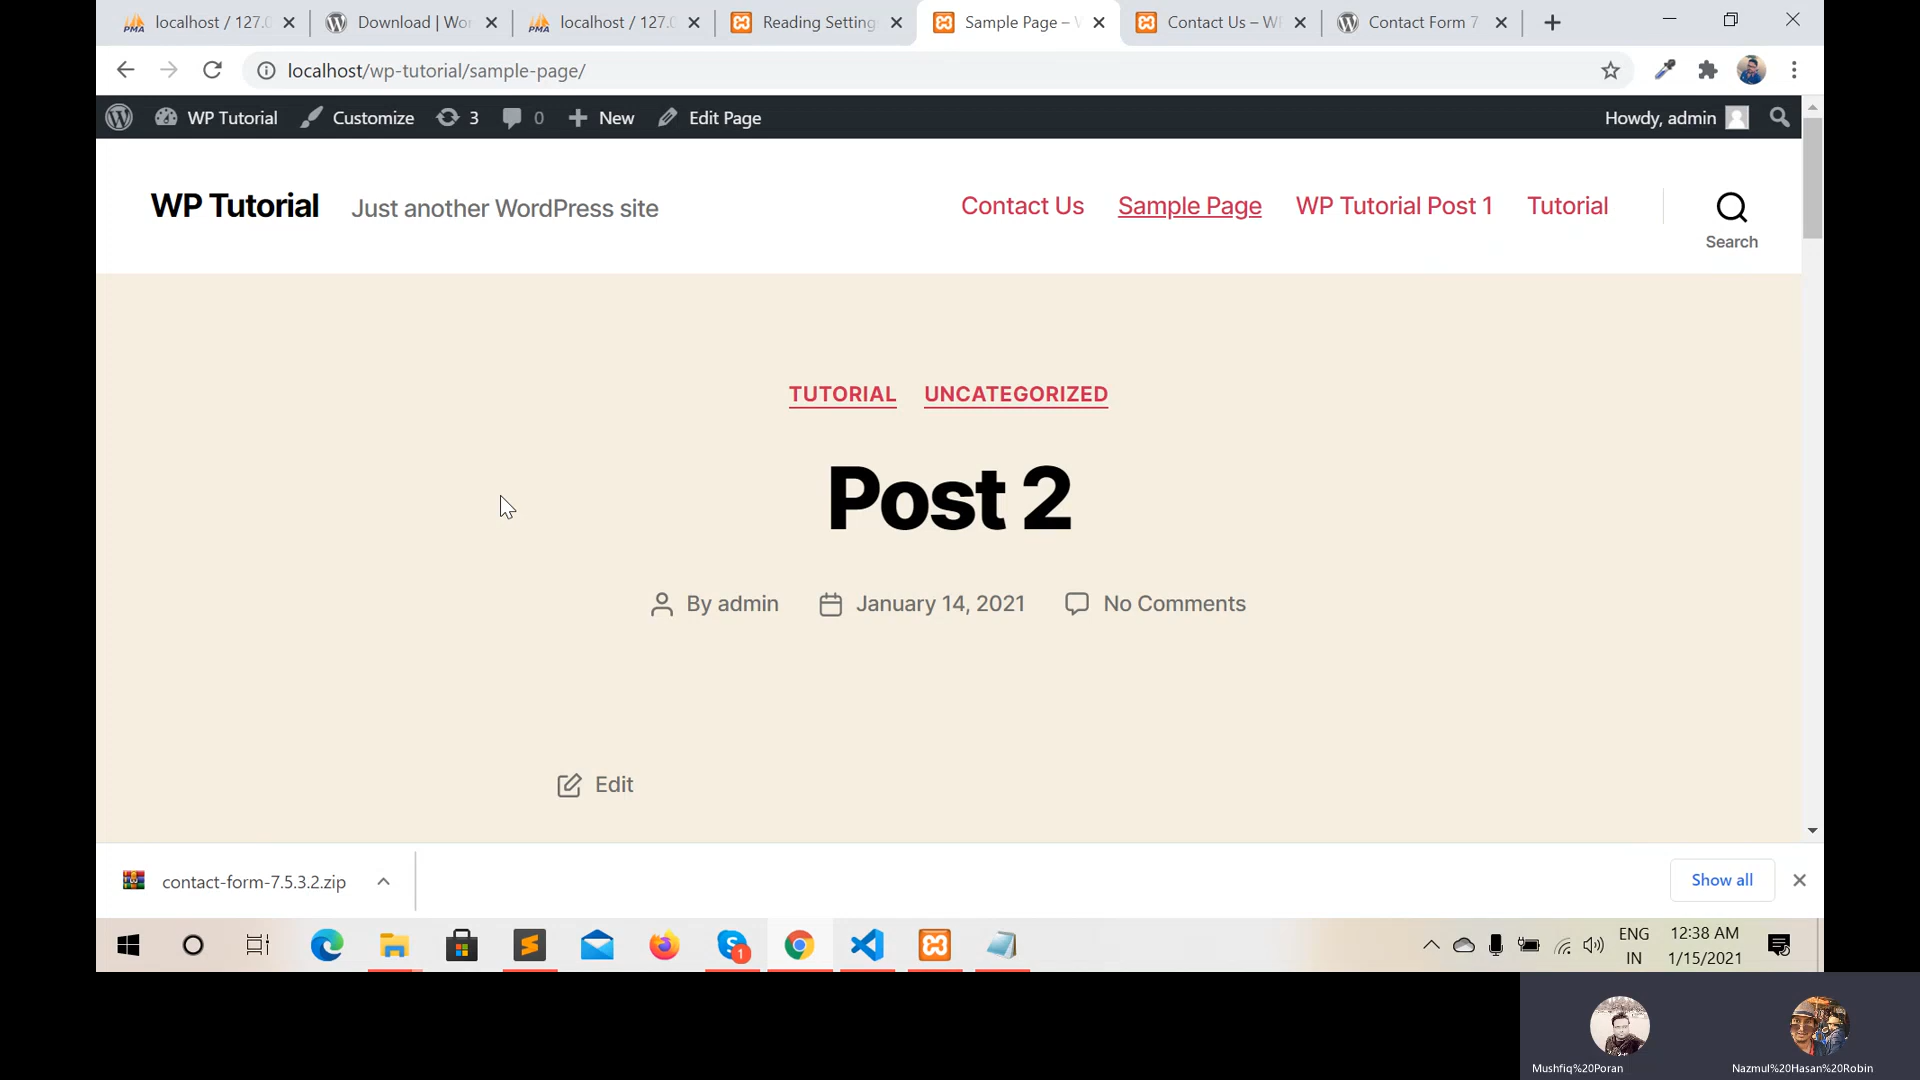 localhost / 127.0
Download | Wor
localhost / 127.0
Reading Setting
Sample Page – W
Contact Us – WP
Contact Form 7
localhost/wp-tutorial/sample-page/
WP Tutorial
Customize
3
0
New
Edit Page
Howdy, admin
WP Tutorial
Just another WordPress site
Contact Us
Sample Page
WP Tutorial Post 1
Tutorial
Search
TUTORIAL
UNCATEGORIZED
Post 2
By admin
January 14, 2021
No Comments
Edit
contact-form-7.5.3.2.zip
Show all
1
ENG
IN
12:38 AM
1/15/2021
Mushfiq%20Poran
Nazmul%20Hasan%20Robin